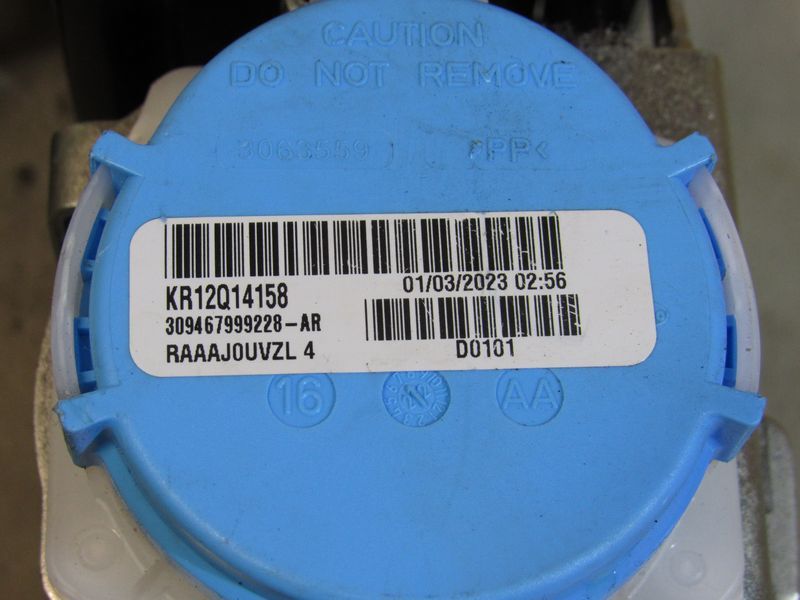 CAUTION
DO NOT REMOVE
3063559
>PP<
KR12Q14158
01/03/2023 02:56
309467999228-AR
RAAAJ0UVZL 4
D0101
16
AA